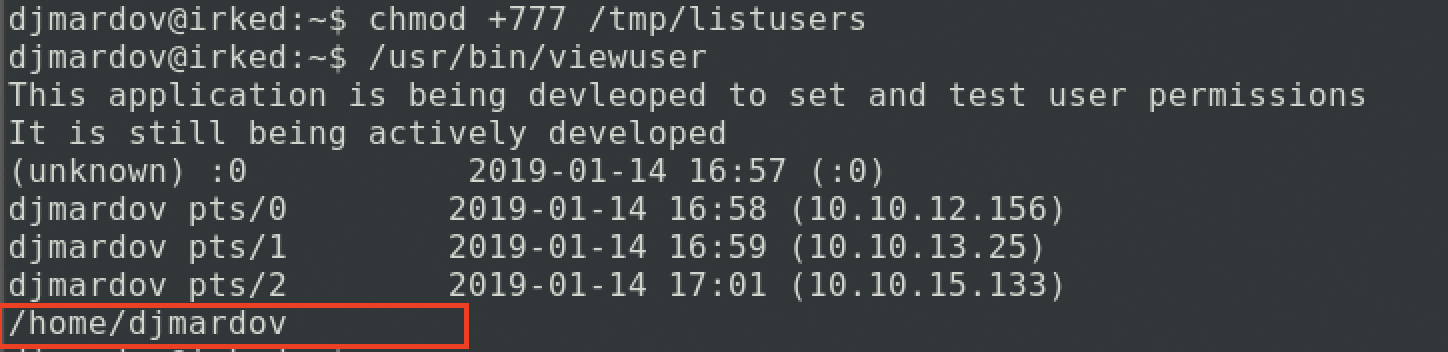 djmardov@irked:~$ chmod +777 /tmp/listusers
djmardov@irked:~$ /usr/bin/viewuser
This application is being devleoped to set and test user permissions
It is still being actively developed
(unknown) :0           2019-01-14 16:57 (:0)
djmardov pts/0        2019-01-14 16:58 (10.10.12.156)
djmardov pts/1        2019-01-14 16:59 (10.10.13.25)
djmardov pts/2        2019-01-14 17:01 (10.10.15.133)
/home/djmardov